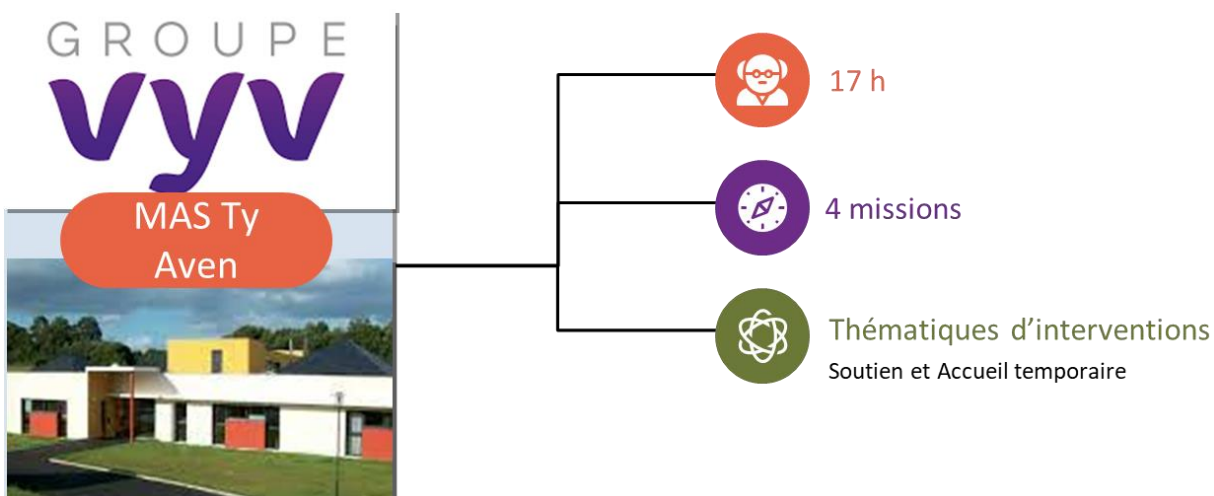 GROUPE
vyv
MAS Ty
Aven
17 h
4 missions
Thématiques d’interventions
Soutien et Accueil temporaire